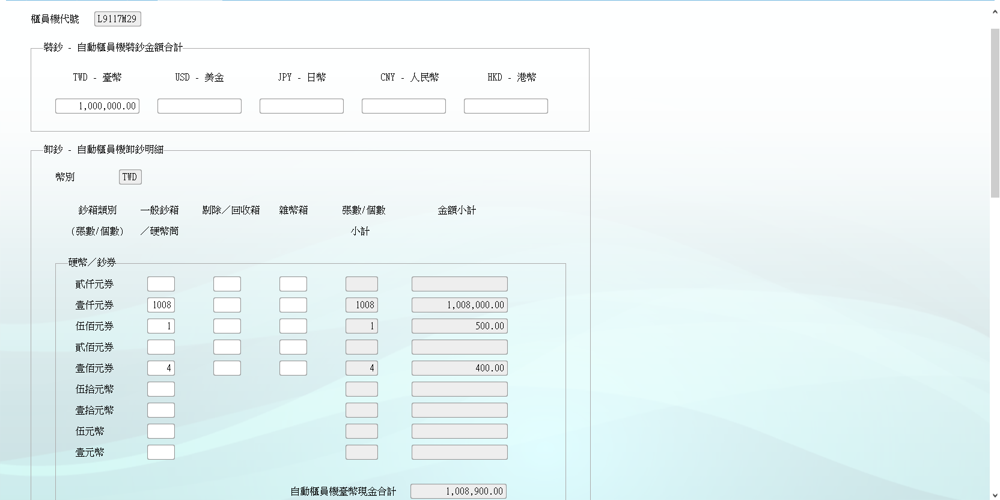 櫃員機代號 L9117M29
裝鈔 - 自動櫃員機裝鈔金額合計
TWD - 臺幣 USD - 美金 JPY - 日幣 CNY - 人民幣 HKD - 港幣
1,000,000.00
卸鈔 - 自動櫃員機卸鈔明細
幣別 TWD
鈔箱類別 一般鈔箱 剔除／回收箱 雜幣箱 張數/個數 金額小計
(張數/個數) ／硬幣筒 小計
硬幣／鈔券
貳仟元券
壹仟元券 1008 1008 1,008,000.00
伍佰元券 1 1 500.00
貳佰元券
壹佰元券 4 4 400.00
伍拾元幣
壹拾元幣
伍元幣
壹元幣
自動櫃員機臺幣現金合計 1,008,900.00